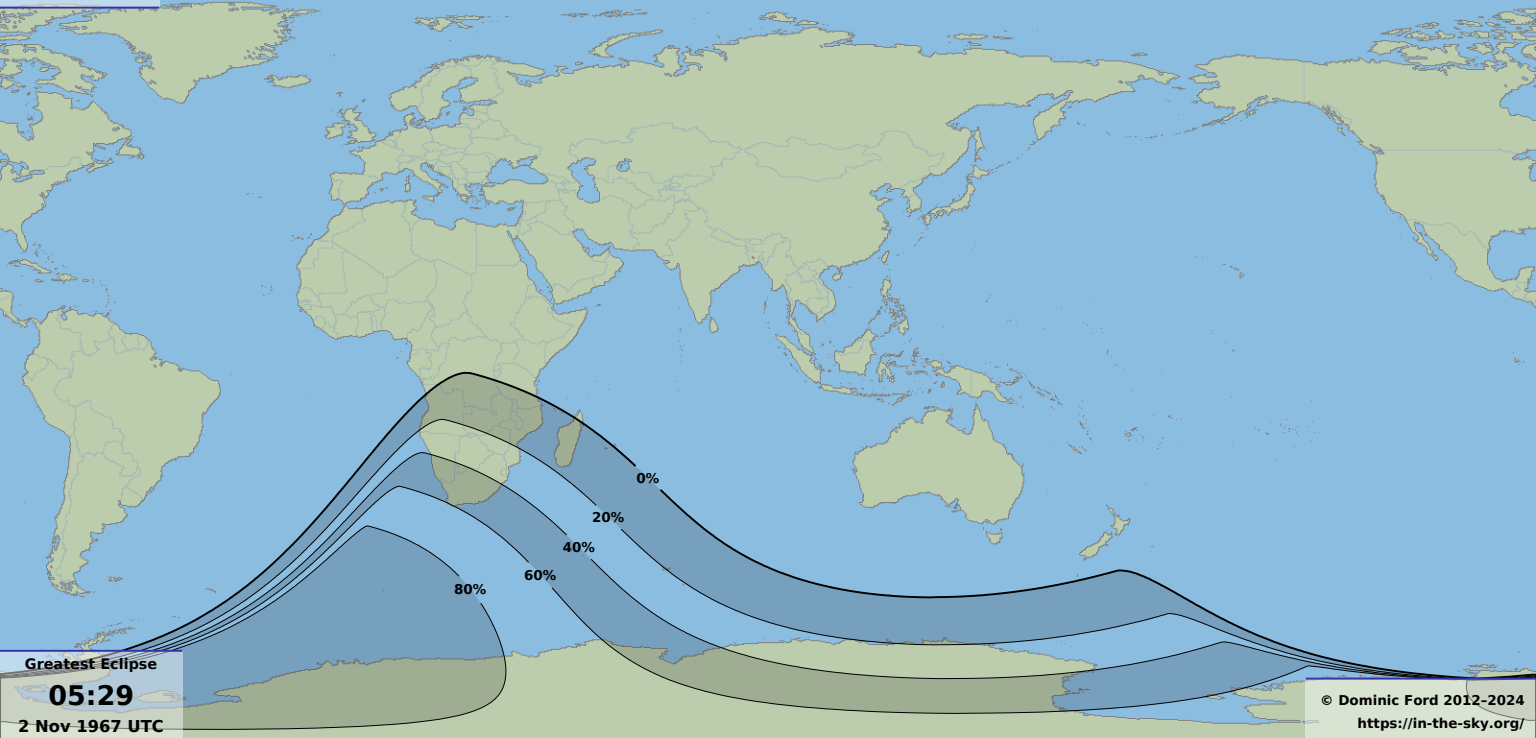 0%
20%
40%
60%
80%
Greatest Eclipse
05:29
2 Nov 1967 UTC
© Dominic Ford 2012–2024
https://in-the-sky.org/